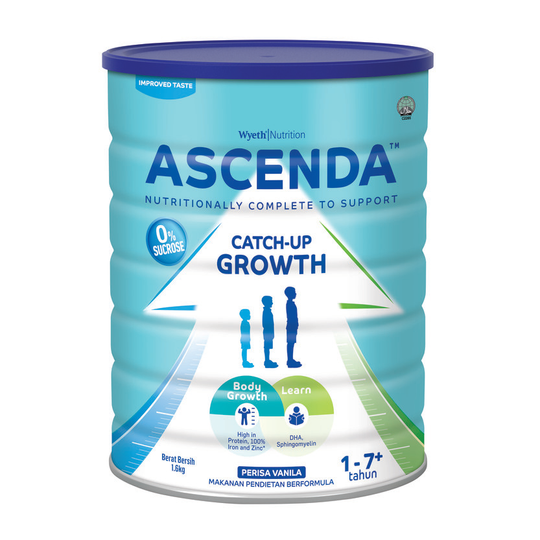 IMPROVED TASTE
Wyeth|Nutrition
ASCENDA™
NUTRITIONALLY COMPLETE TO SUPPORT
0%
SUCROSE
CATCH-UP
GROWTH
Body
Growth
Learn
High in
Protein, 100%
Iron and Zinc*
DHA,
Sphingomyelin
Berat Bersih
1.6kg
PERISA VANILA
MAKANAN PENDIETAN BERFORMULA
1-7+
tahun